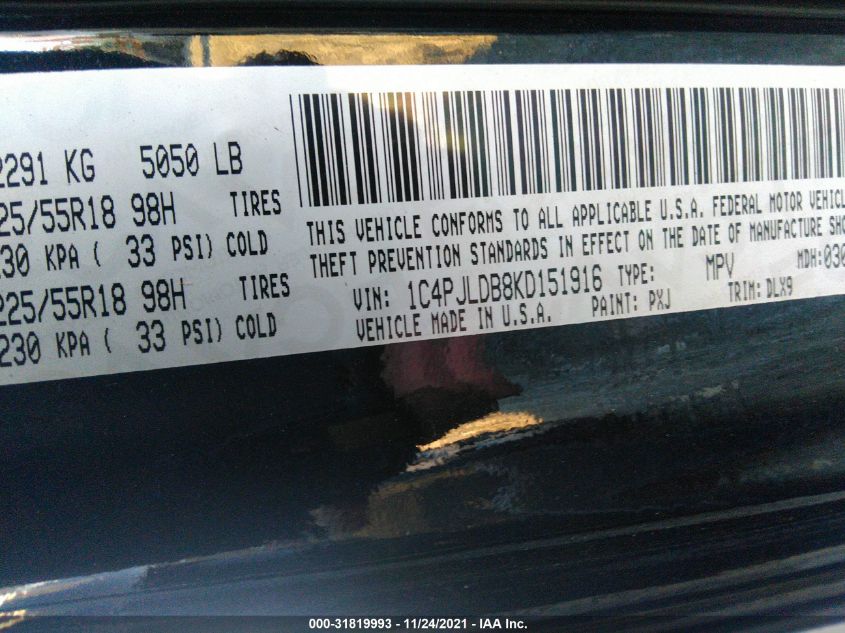 2291 KG 5050 LB
225/55R18 98H TIRES
230 KPA ( 33 PSI) COLD
225/55R18 98H TIRES
230 KPA ( 33 PSI) COLD
THIS VEHICLE CONFORMS TO ALL APPLICABLE U.S.A. FEDERAL MOTOR VEHICL
THEFT PREVENTION STANDARDS IN EFFECT ON THE DATE OF MANUFACTURE SHO
VIN: 1C4PJLDB8KD151916 TYPE: MPV MDH:030
VEHICLE MADE IN U.S.A. PAINT: PXJ TRIM: DLX9
000-31819993 - 11/24/2021 - IAA Inc.